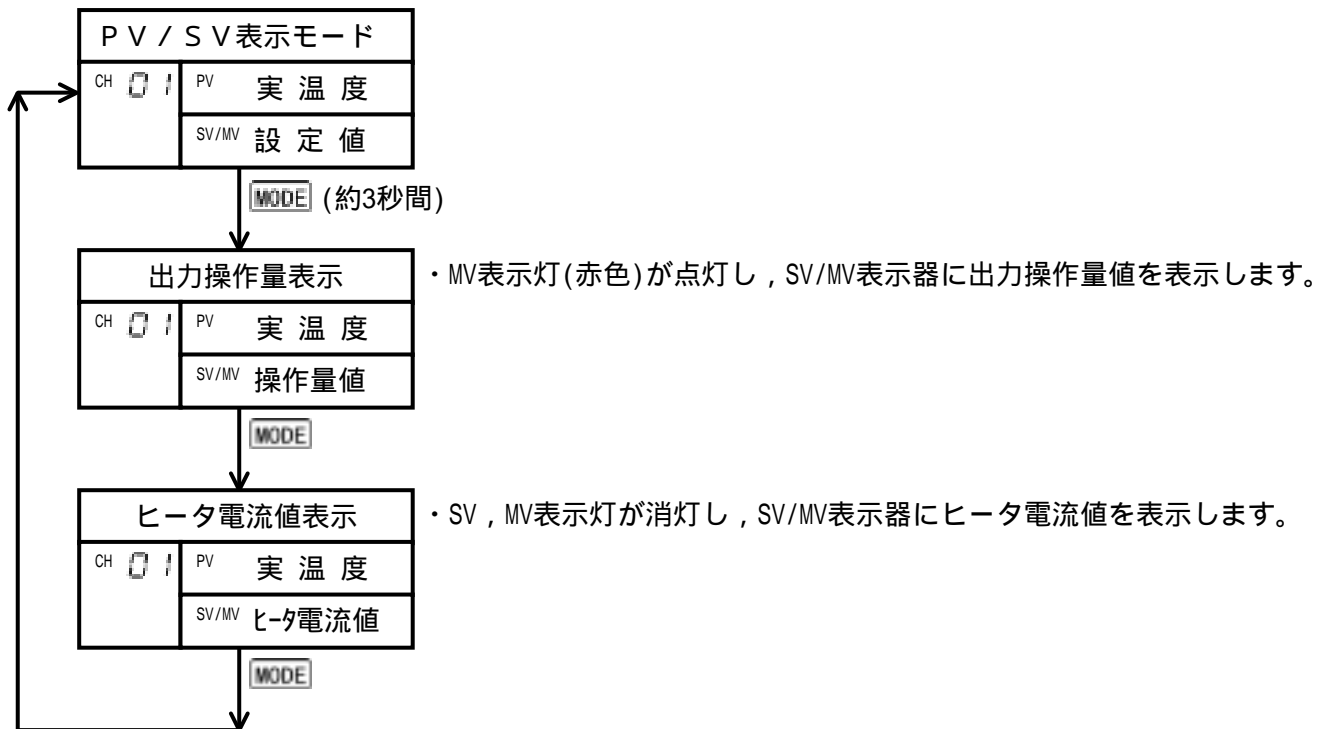 ＰＶ／ＳＶ表示モード
CH 01 PV 実 温 度
SV/MV 設 定 値
MODE (約3秒間)
出力操作量表示 ・MV表示灯(赤色)が点灯し，SV/MV表示器に出力操作量値を表示します。
CH 01 PV 実 温 度
SV/MV 操作量値
MODE
ヒータ電流値表示 ・SV，MV表示灯が消灯し，SV/MV表示器にヒータ電流値を表示します。
CH 01 PV 実 温 度
SV/MV ﾋｰﾀ電流値
MODE